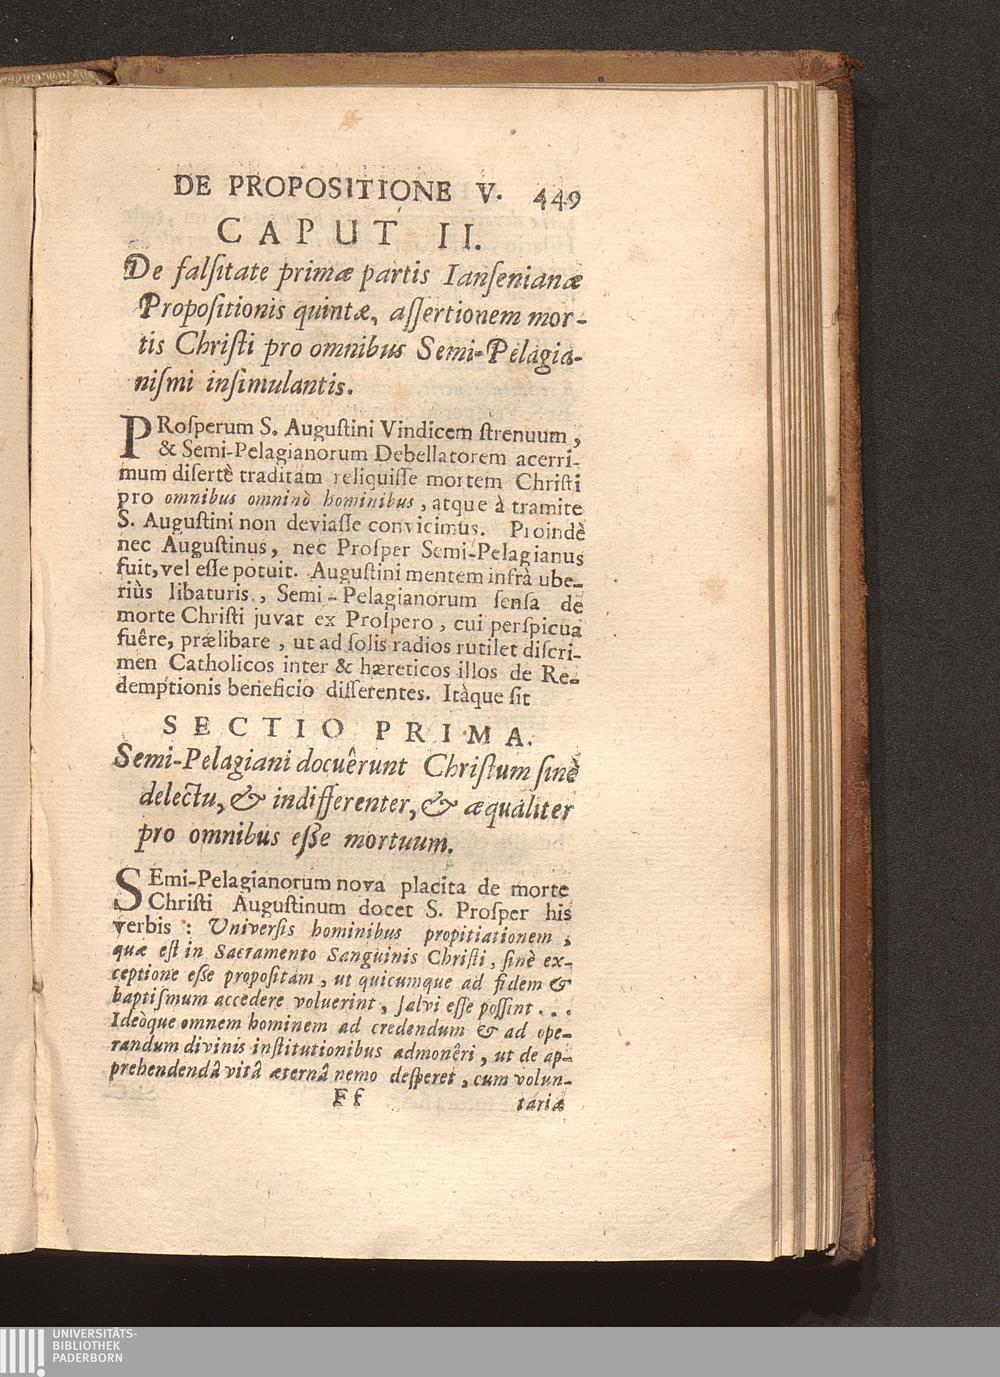 DE PROPOSITIONE V. 449
CAPUT II.
De falſitate primæ partis Ianſenianæ
Propoſitionis quintæ, aſſertionem mor-
tis Chriſti pro omnibus Semi-Pelagia-
niſmi inſimulantis.
PRoſperum S. Auguſtini Vindicem ſtrenuum,
& Semi-Pelagianorum Debellatorem acerri-
mum diſertè traditam reliquiſſe mortem Chriſti
pro omnibus omninò hominibus, atque à tramite
S. Auguſtini non deviaſſe convicimus. Proindè
nec Auguſtinus, nec Proſper Semi-Pelagianus
fuit, vel eſſe potuit. Auguſtini mentem infrà ube-
riùs libaturis, Semi-Pelagianorum ſenſa de
morte Chriſti juvat ex Proſpero, cui perſpicua
fuêre, prælibare, ut ad ſolis radios rutilet diſcri-
men Catholicos inter & hæreticos illos de Re-
demptionis beneficio diſſerentes. Itàque ſit
SECTIO PRIMA.
Semi-Pelagiani docuêrunt Chriſtum ſinè
delectu, & indifferenter, & æqualiter
pro omnibus eſſe mortuum.
SEmi-Pelagianorum nova placita de morte
Chriſti Auguſtinum docet S. Proſper his
verbis : Univerſis hominibus propitiationem,
quæ eſt in Sacramento Sanguinis Chriſti, ſinè ex-
ceptione eſſe propoſitam, ut quicumque ad fidem &
baptiſmum accedere voluerint, ſalvi eſſe poſſint...
Ideòque omnem hominem ad credendum & ad ope-
randum divinis inſtitutionibus admonêri, ut de ap-
prehendendâ vitâ æternâ nemo deſperet, cum volun-
Ff tariæ
UNIVERSITÄTS-
BIBLIOTHEK
PADERBORN